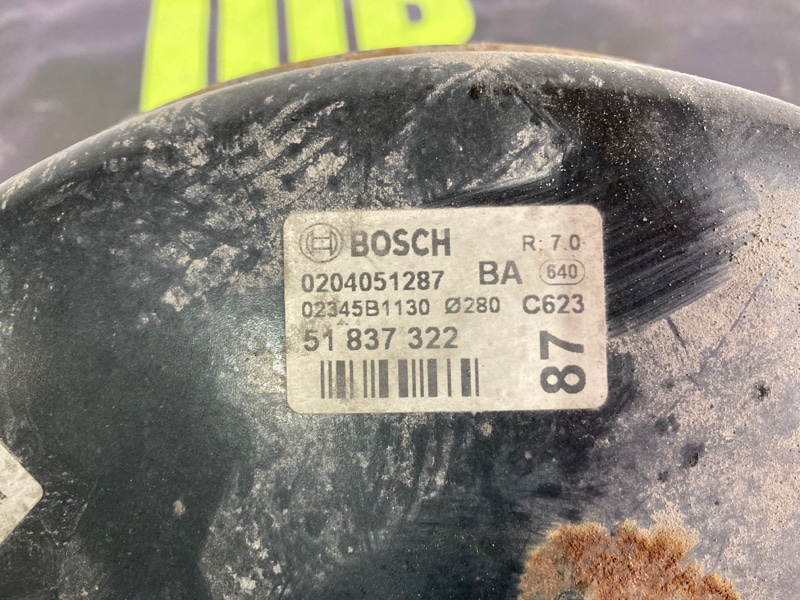 BOSCH R: 7.0
0204051287 BA 640
02345B1130 Ø280 C623
51 837 322
87